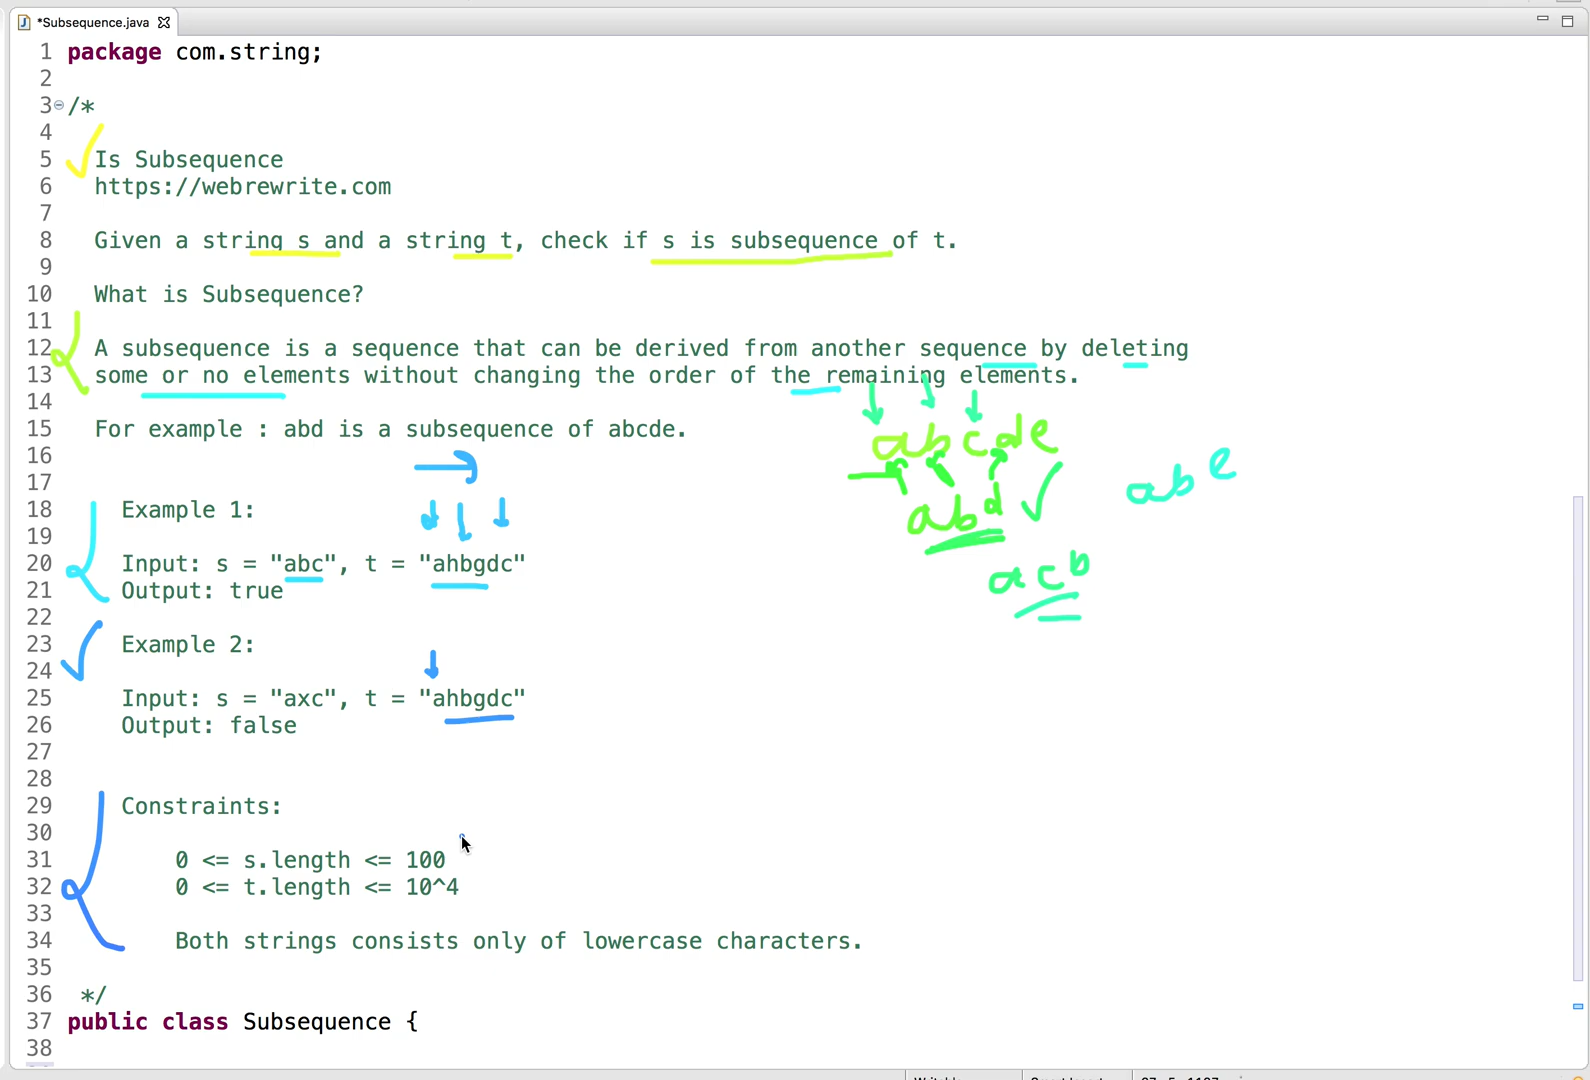 *Subsequence.java
1 package com.string;
2
3 /*
4
5 Is Subsequence
6 https://webrewrite.com
7
8 Given a string s and a string t, check if s is subsequence of t.
9
10 What is Subsequence?
11
12 A subsequence is a sequence that can be derived from another sequence by deleting
13 some or no elements without changing the order of the remaining elements.
14
15 For example : abd is a subsequence of abcde.
abcde
16
abe
17
18 Example 1:
abd
19
20 Input: s = "abc", t = "ahbgdc"
acb
21 Output: true
22
23 Example 2:
24
25 Input: s = "axc", t = "ahbgdc"
26 Output: false
27
28
29 Constraints:
30
31 0 <= s.length <= 100
32 0 <= t.length <= 10^4
33
34 Both strings consists only of lowercase characters.
35
36 */
37 public class Subsequence {
38